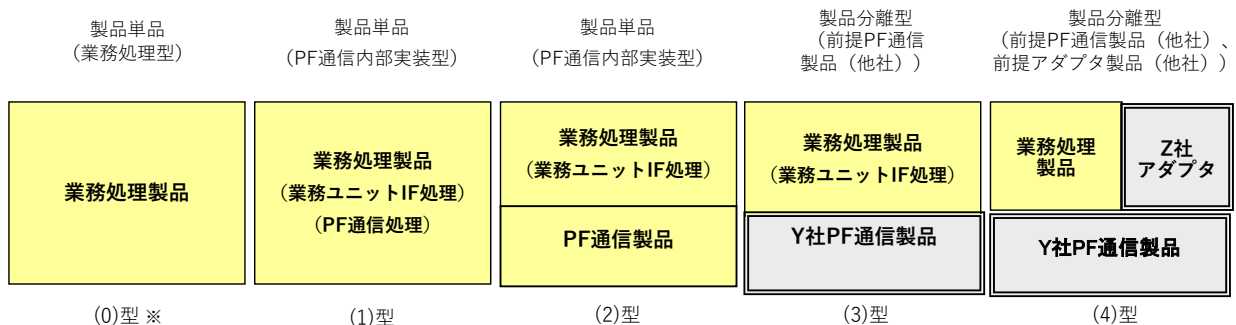 製品単品
(業務処理型)
製品単品
(PF通信内部実装型)
製品単品
(PF通信内部実装型)
製品分離型
(前提PF通信
製品（他社）)
製品分離型
(前提PF通信製品（他社）、
前提アダプタ製品（他社）)
業務処理製品
業務処理製品
(業務ユニットIF処理)
(PF通信処理)
業務処理製品
(業務ユニットIF処理)
PF通信製品
業務処理製品
(業務ユニットIF処理)
Y社PF通信製品
業務処理
製品
Z社
アダプタ
Y社PF通信製品
(0)型 ※
(1)型
(2)型
(3)型
(4)型